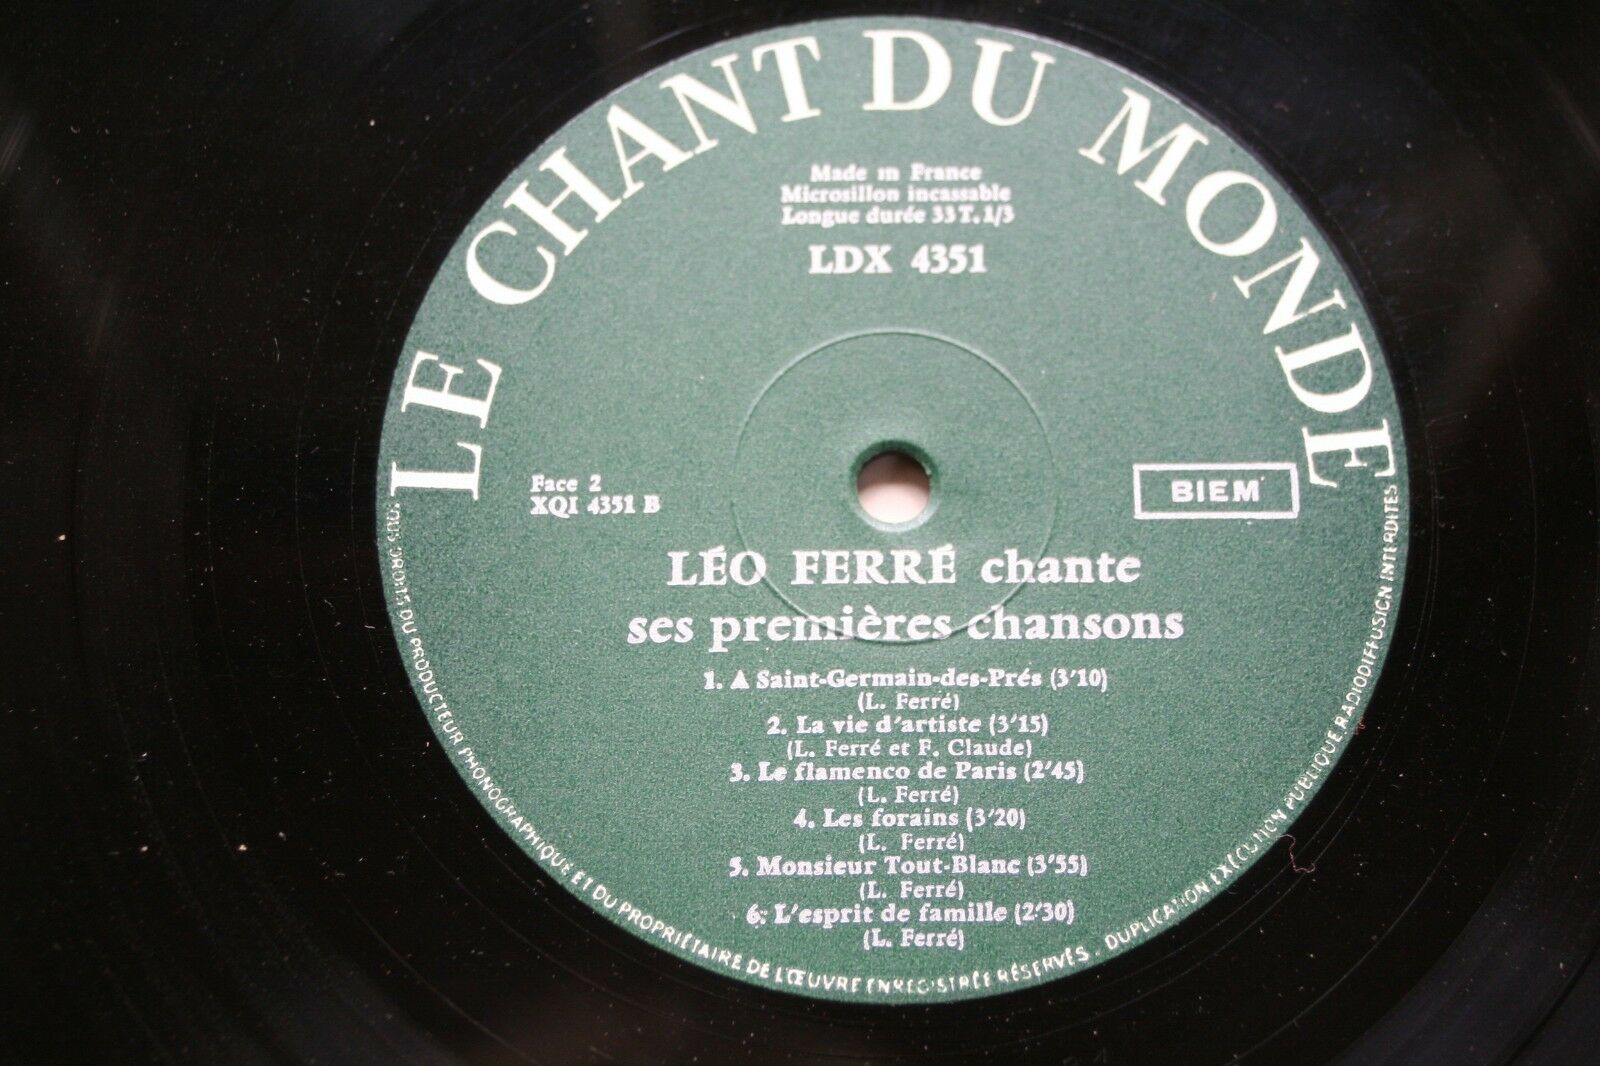 LE CHANT DU MONDE
Made in France
Microsillon incassable
Longue durée 33 T. 1/3
LDX 4351
Face 2
XQI 4351 B
BIEM
LÉO FERRÉ chante
ses premières chansons
1. A Saint-Germain-des-Prés (3'10)
(L. Ferré)
2. La vie d'artiste (3'15)
(L. Ferré et F. Claude)
3. Le flamenco de Paris (2'45)
(L. Ferré)
4. Les forains (3'20)
(L. Ferré)
5. Monsieur Tout-Blanc (3'55)
(L. Ferré)
6. L'esprit de famille (2'30)
(L. Ferré)
TOUS DROITS DU PRODUCTEUR PHONOGRAPHIQUE ET DU PROPRIÉTAIRE DE L'ŒUVRE ENREGISTRÉE RÉSERVÉS. DUPLICATION EXÉCUTION PUBLIQUE RADIODIFFUSION INTERDITES